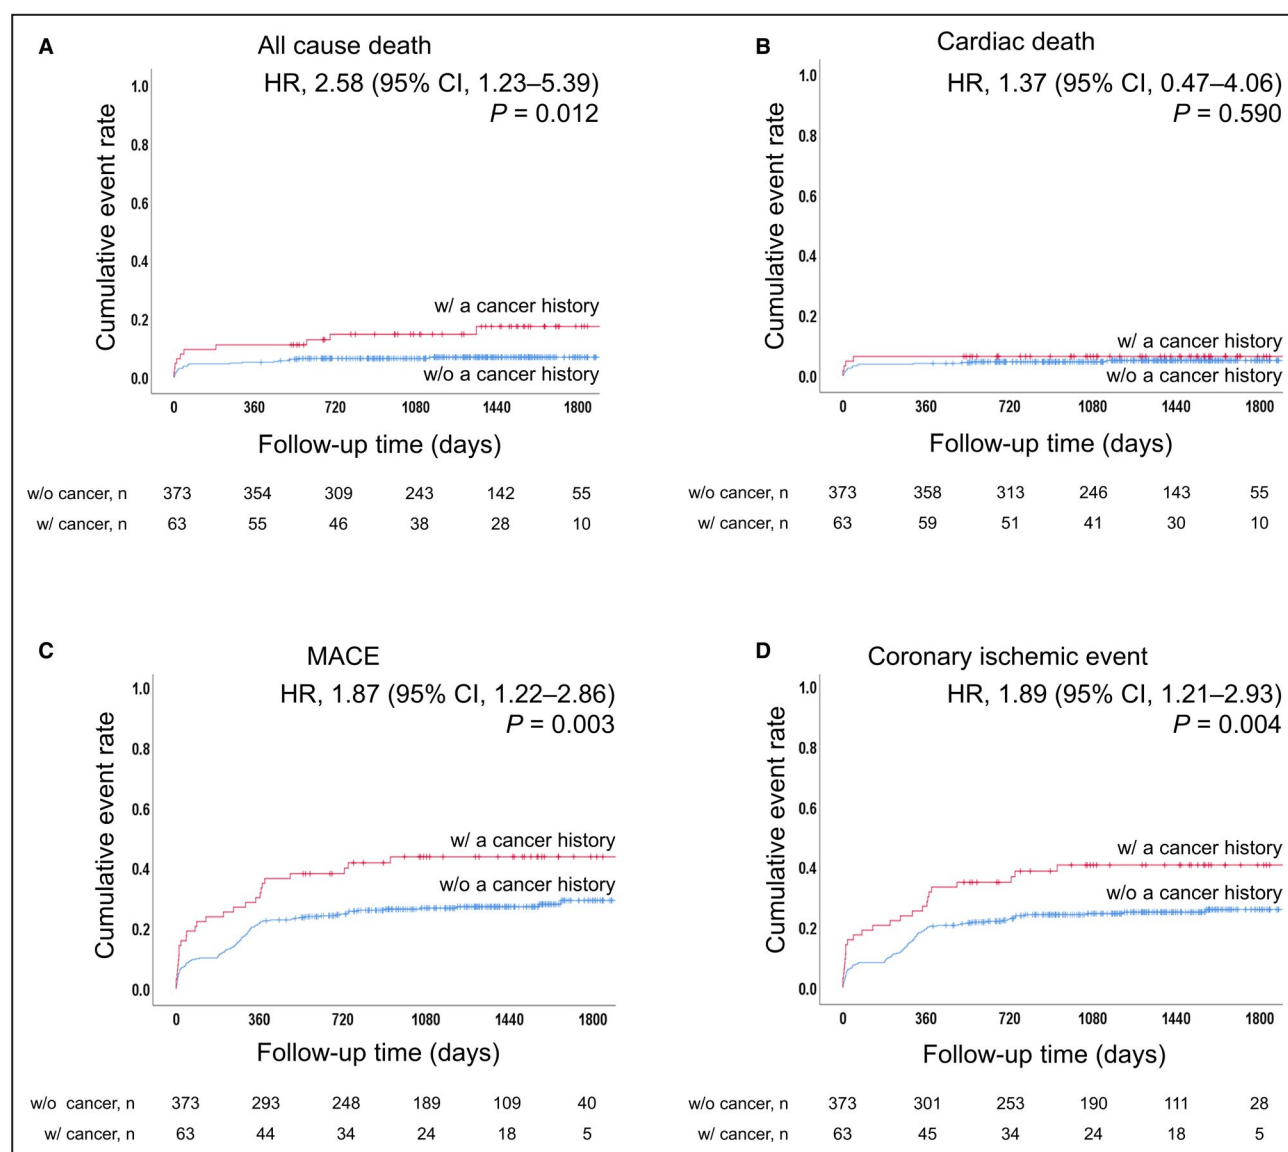 A
All cause death
HR, 2.58 (95% CI, 1.23–5.39)
P = 0.012
Cumulative event rate
1.0
0.8
0.6
0.4
0.2
0.0
w/ a cancer history
w/o a cancer history
0 360 720 1080 1440 1800
Follow-up time (days)
w/o cancer, n 373 354 309 243 142 55
w/ cancer, n 63 55 46 38 28 10
B
Cardiac death
HR, 1.37 (95% CI, 0.47–4.06)
P = 0.590
Cumulative event rate
1.0
0.8
0.6
0.4
0.2
0.0
w/ a cancer history
w/o a cancer history
0 360 720 1080 1440 1800
Follow-up time (days)
w/o cancer, n 373 358 313 246 143 55
w/ cancer, n 63 59 51 41 30 10
C
MACE
HR, 1.87 (95% CI, 1.22–2.86)
P = 0.003
Cumulative event rate
1.0
0.8
0.6
0.4
0.2
0.0
w/ a cancer history
w/o a cancer history
0 360 720 1080 1440 1800
Follow-up time (days)
w/o cancer, n 373 293 248 189 109 40
w/ cancer, n 63 44 34 24 18 5
D
Coronary ischemic event
HR, 1.89 (95% CI, 1.21–2.93)
P = 0.004
Cumulative event rate
1.0
0.8
0.6
0.4
0.2
0.0
w/ a cancer history
w/o a cancer history
0 360 720 1080 1440 1800
Follow-up time (days)
w/o cancer, n 373 301 253 190 111 28
w/ cancer, n 63 45 34 24 18 5